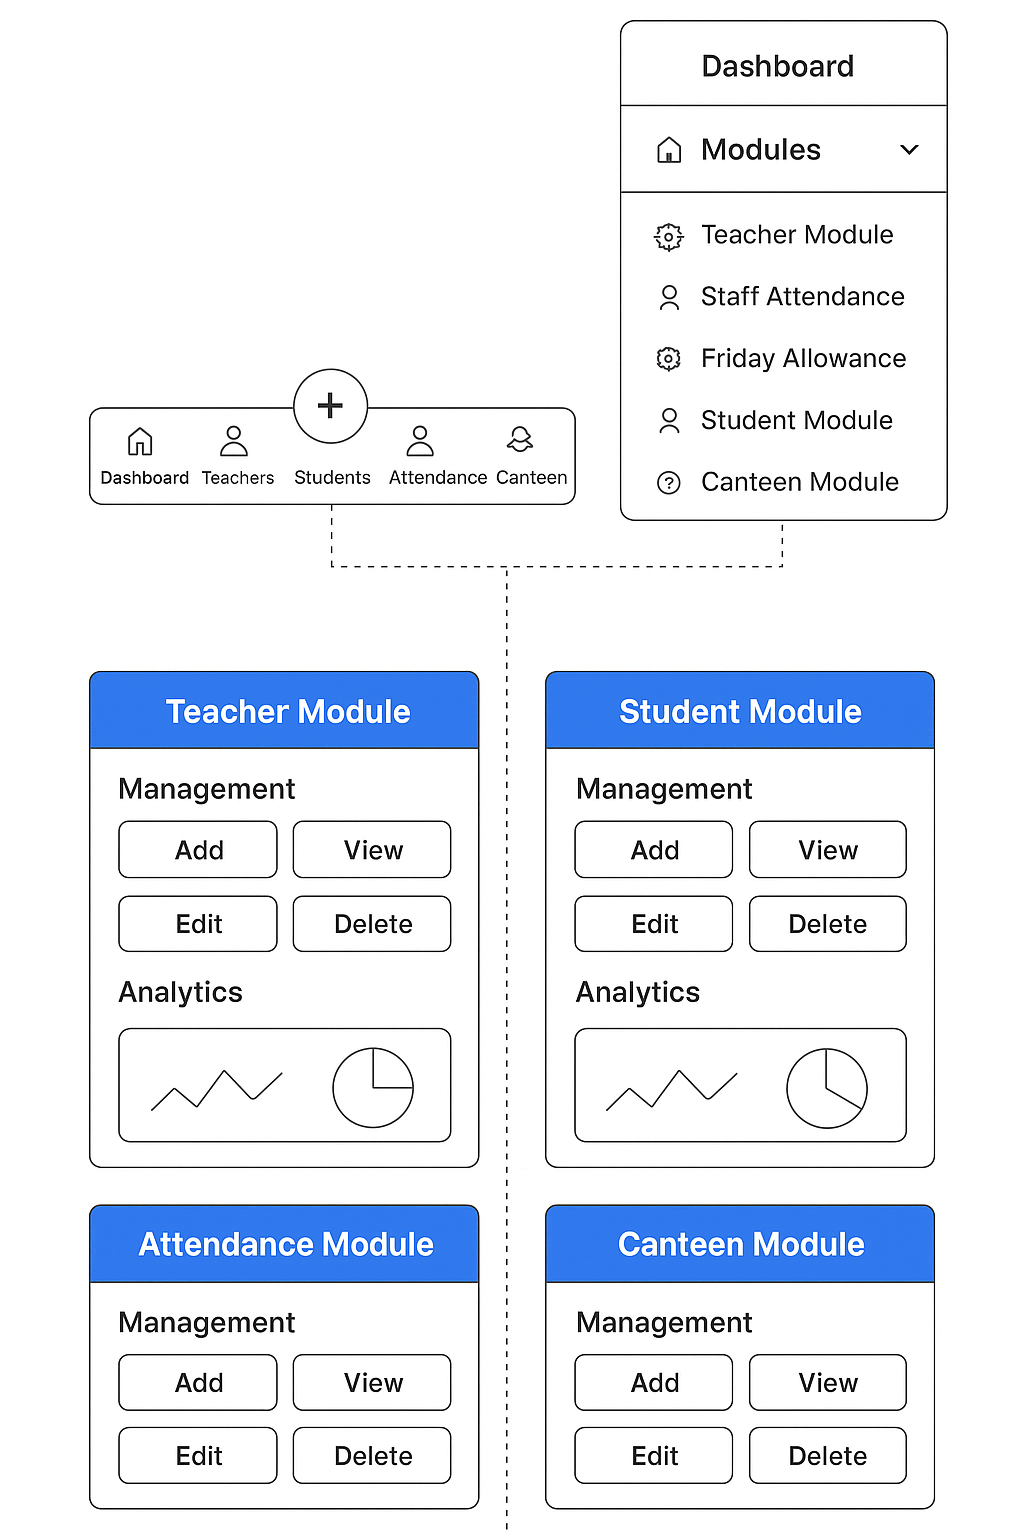 Dashboard
Modules
Teacher Module
Staff Attendance
Friday Allowance
Student Module
? Canteen Module
+
Dashboard Teachers Students Attendance Canteen
Teacher Module
Management
Add View
Edit Delete
Analytics
Student Module
Management
Add View
Edit Delete
Analytics
Attendance Module
Management
Add View
Edit Delete
Canteen Module
Management
Add View
Edit Delete